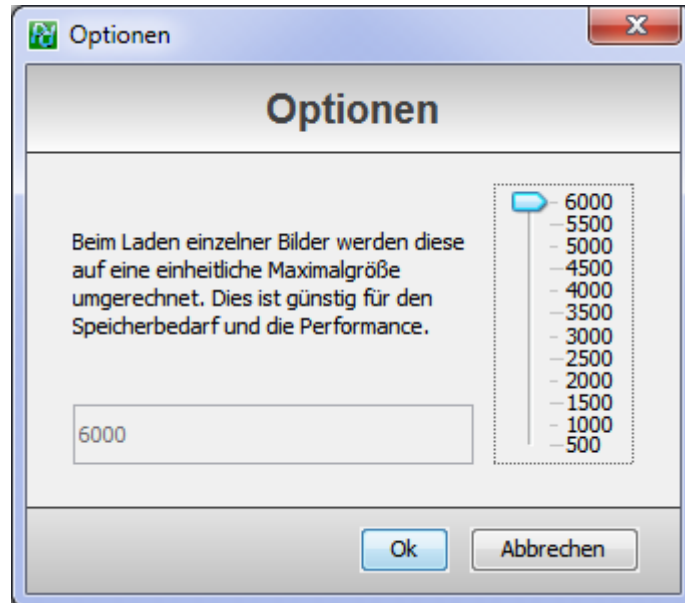 Optionen
Optionen
Beim Laden einzelner Bilder werden diese
auf eine einheitliche Maximalgröße
umgerechnet. Dies ist günstig für den
Speicherbedarf und die Performance.
6000
6000
5500
5000
4500
4000
3500
3000
2500
2000
1500
1000
500
Ok
Abbrechen